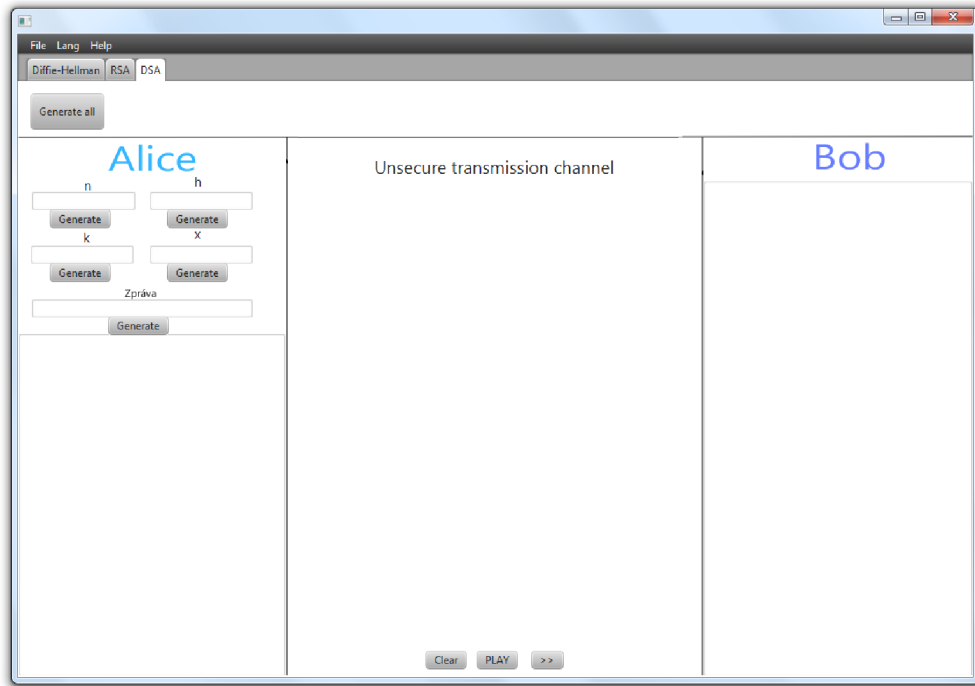 File Lang Help
Diffie-Hellman RSA DSA
Generate all
Alice
n h
Generate Generate
k x
Generate Generate
Zpráva
Generate
Unsecure transmission channel
Clear PLAY >>
Bob